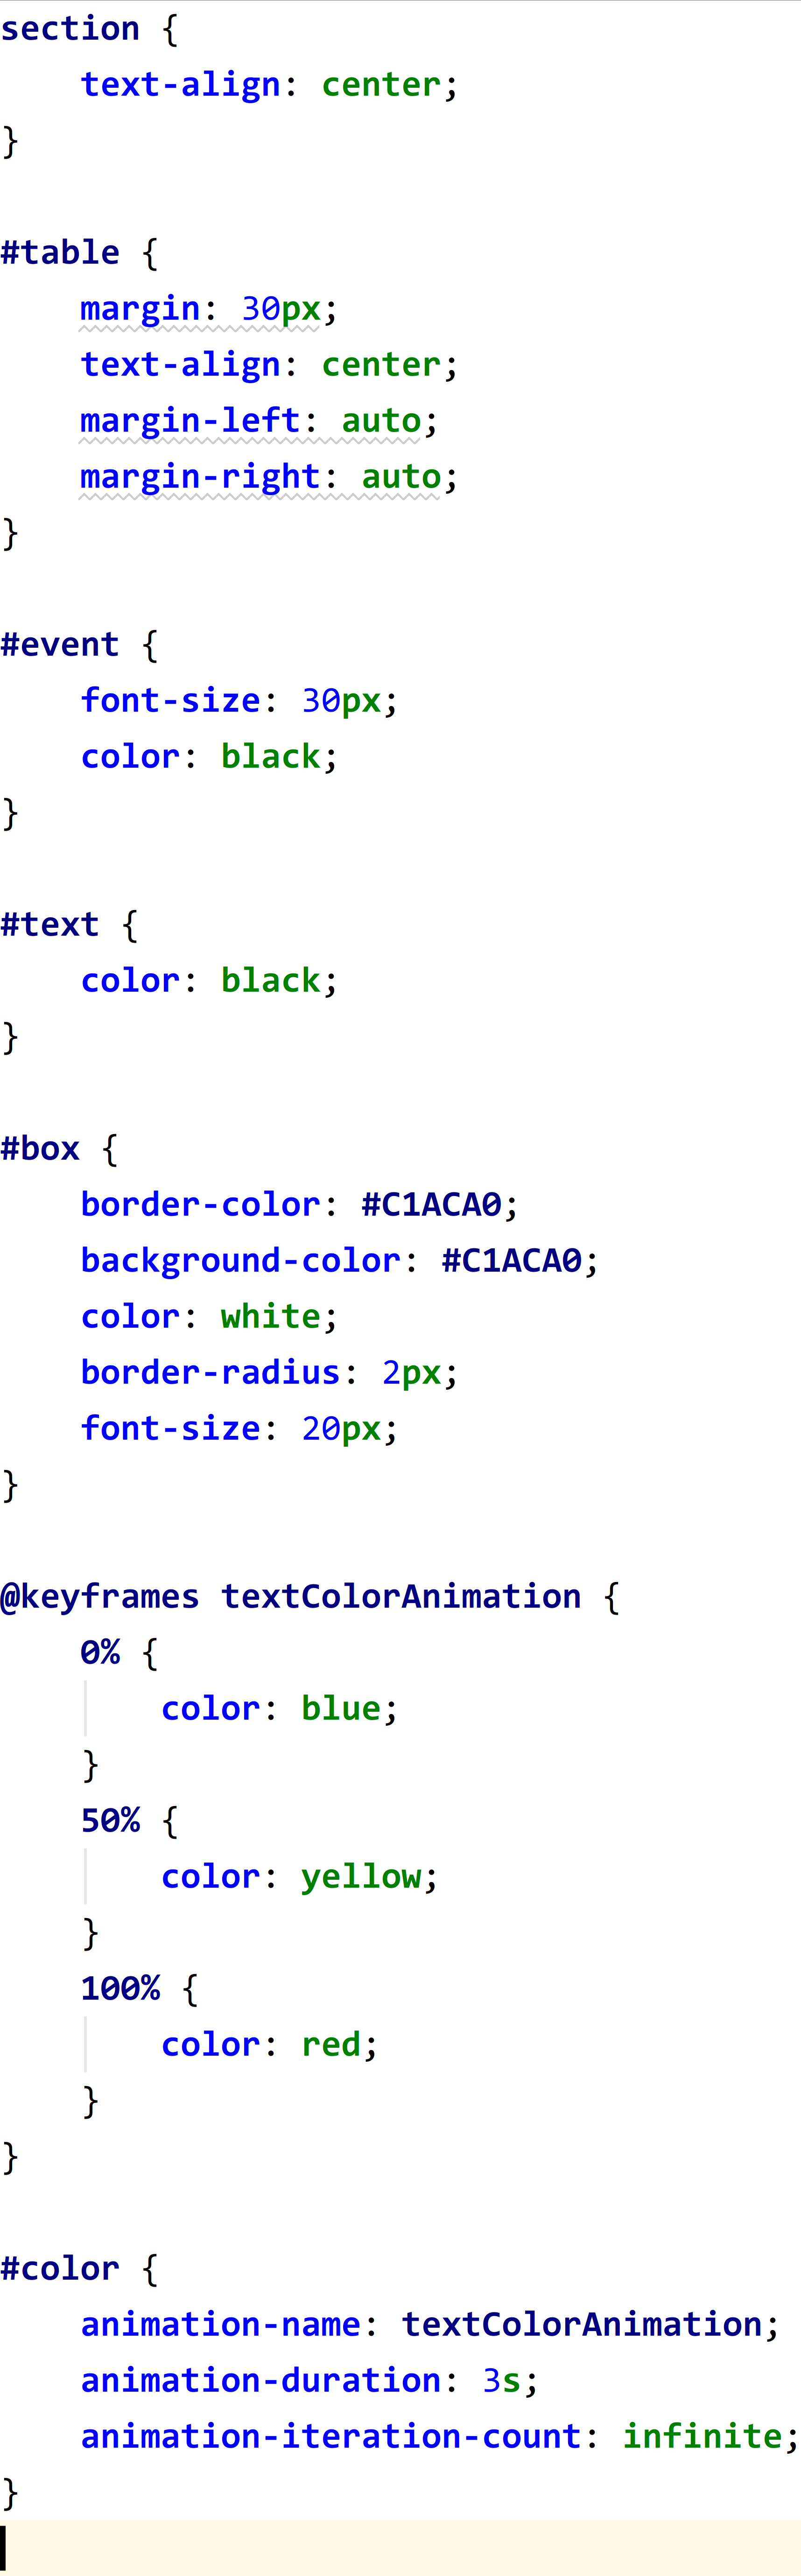 section {
    text-align: center;
}

#table {
    margin: 30px;
    text-align: center;
    margin-left: auto;
    margin-right: auto;
}

#event {
    font-size: 30px;
    color: black;
}

#text {
    color: black;
}

#box {
    border-color: #C1ACA0;
    background-color: #C1ACA0;
    color: white;
    border-radius: 2px;
    font-size: 20px;
}

@keyframes textColorAnimation {
    0% {
        color: blue;
    }
    50% {
        color: yellow;
    }
    100% {
        color: red;
    }
}

#color {
    animation-name: textColorAnimation;
    animation-duration: 3s;
    animation-iteration-count: infinite;
}